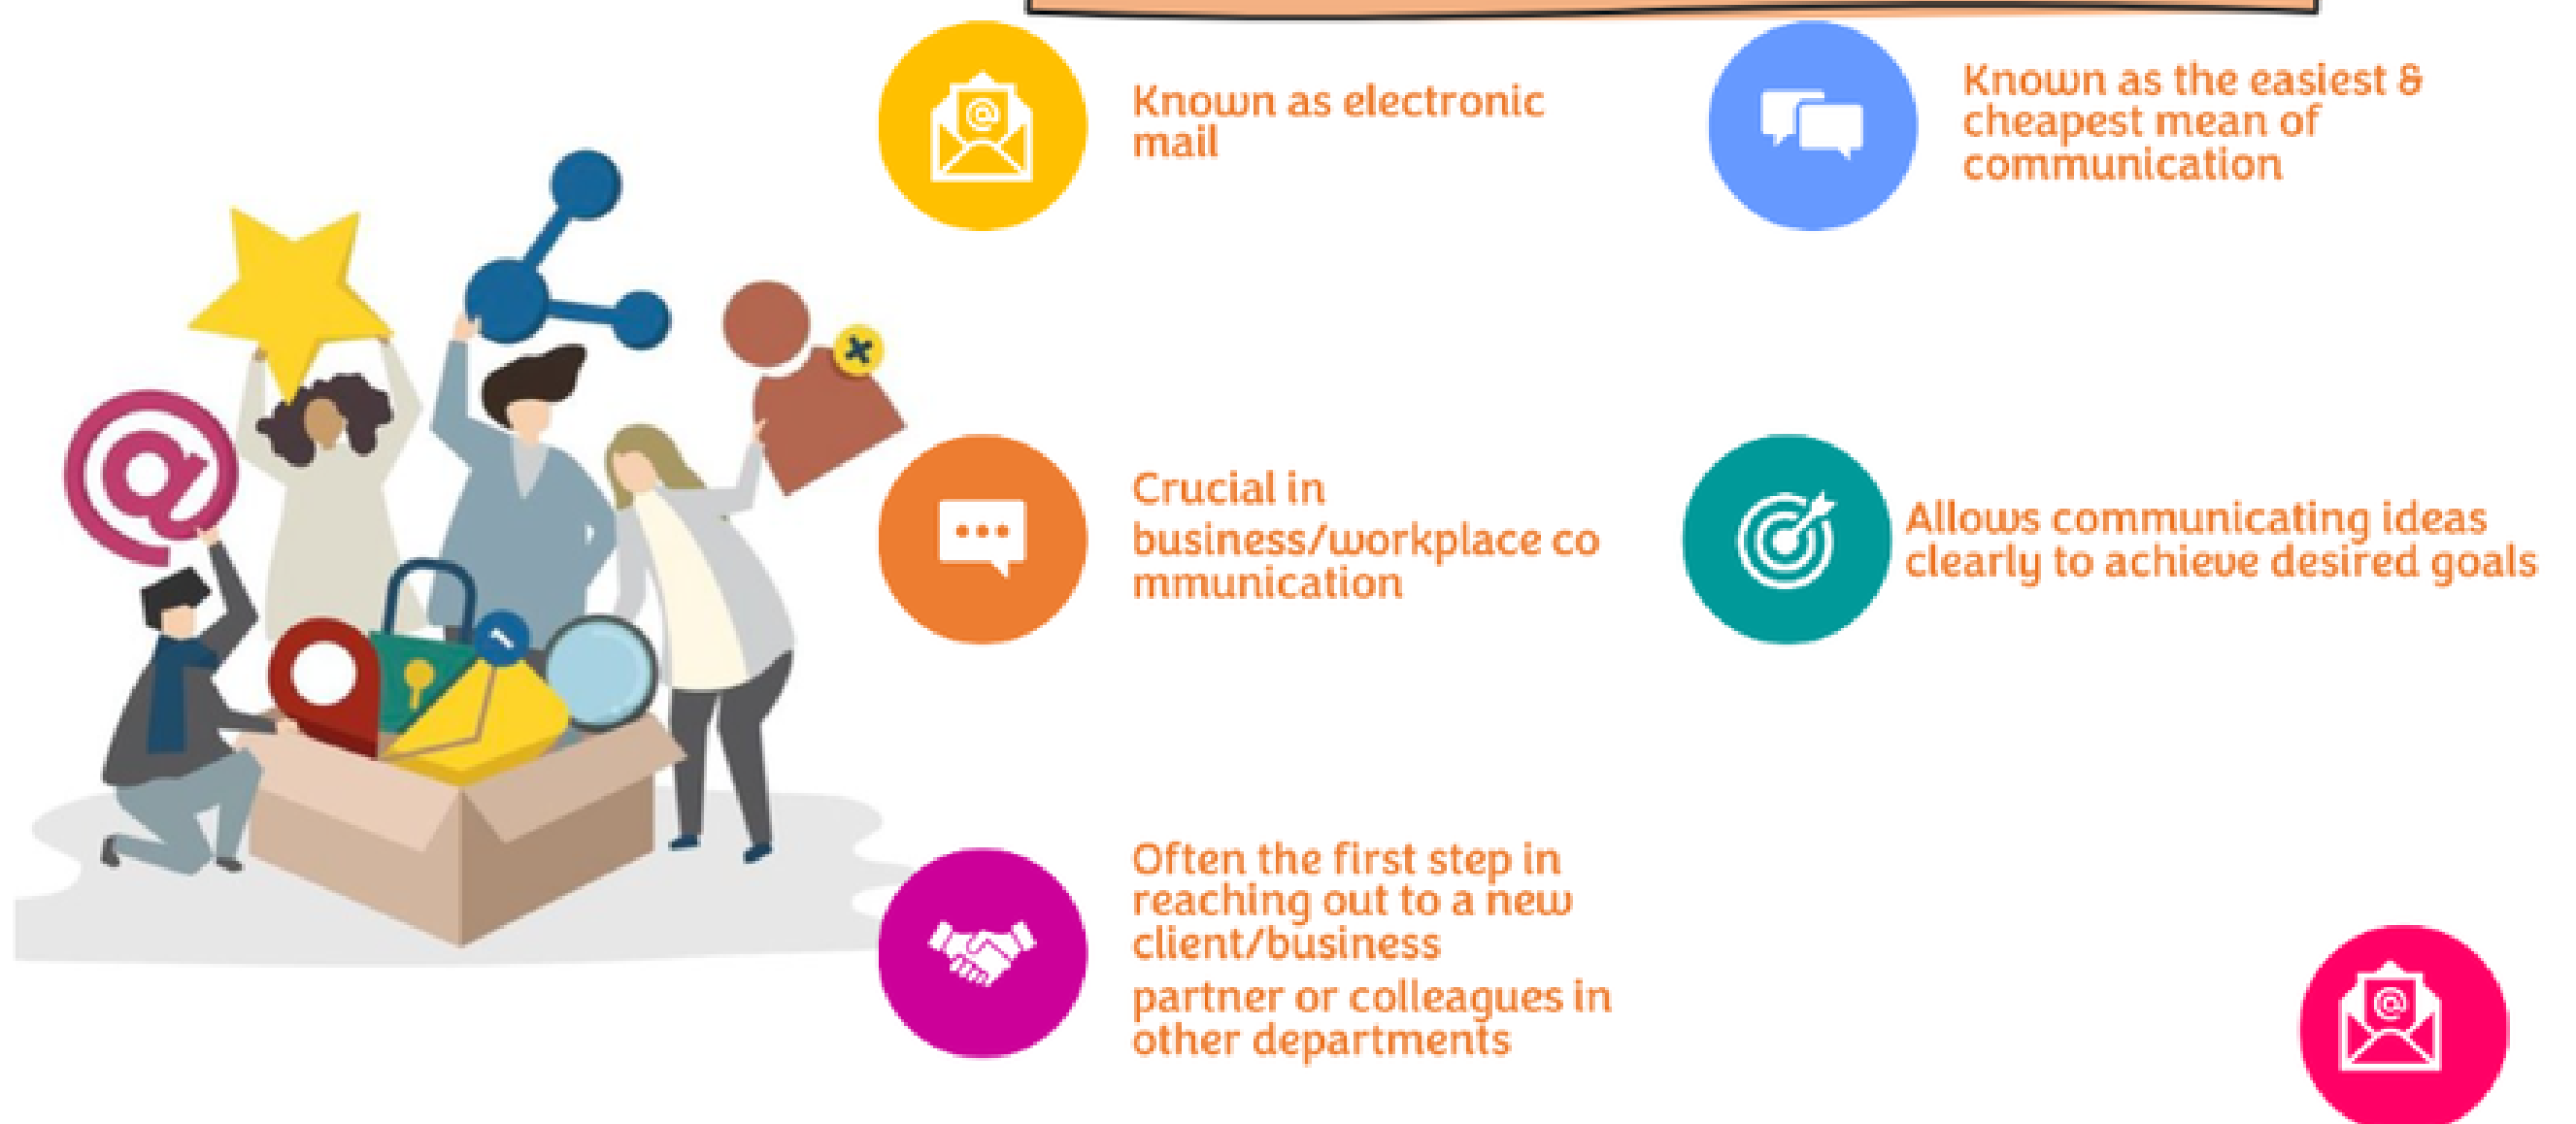 Known as electronic
mail
Known as the easiest &
cheapest mean of
communication
Crucial in
business/workplace co
mmunication
Allows communicating ideas
clearly to achieve desired goals
Often the first step in
reaching out to a new
client/business
partner or colleagues in
other departments